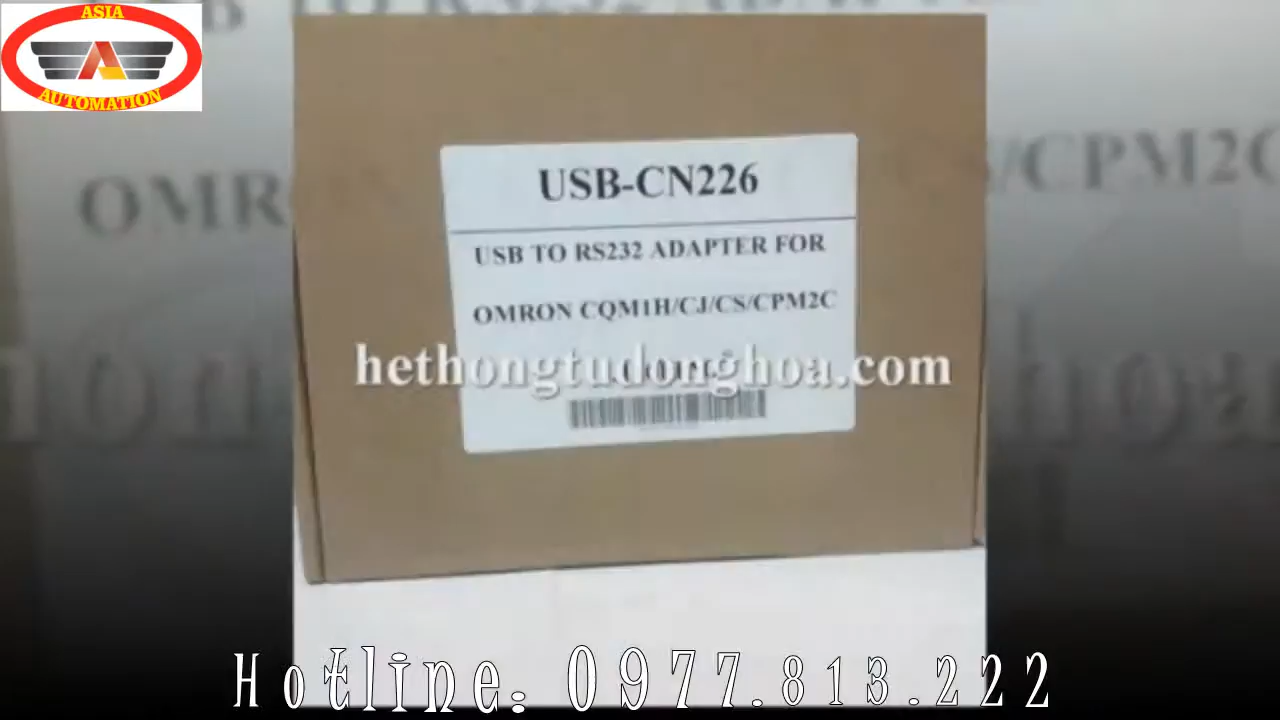 ASIA
AUTOMATION
USB-CN226
USB TO RS232 ADAPTER FOR
OMRON CQM1H/CJ/CS/CPM2C
hethongtudonghoa.com
Hotline: 0977.813.222